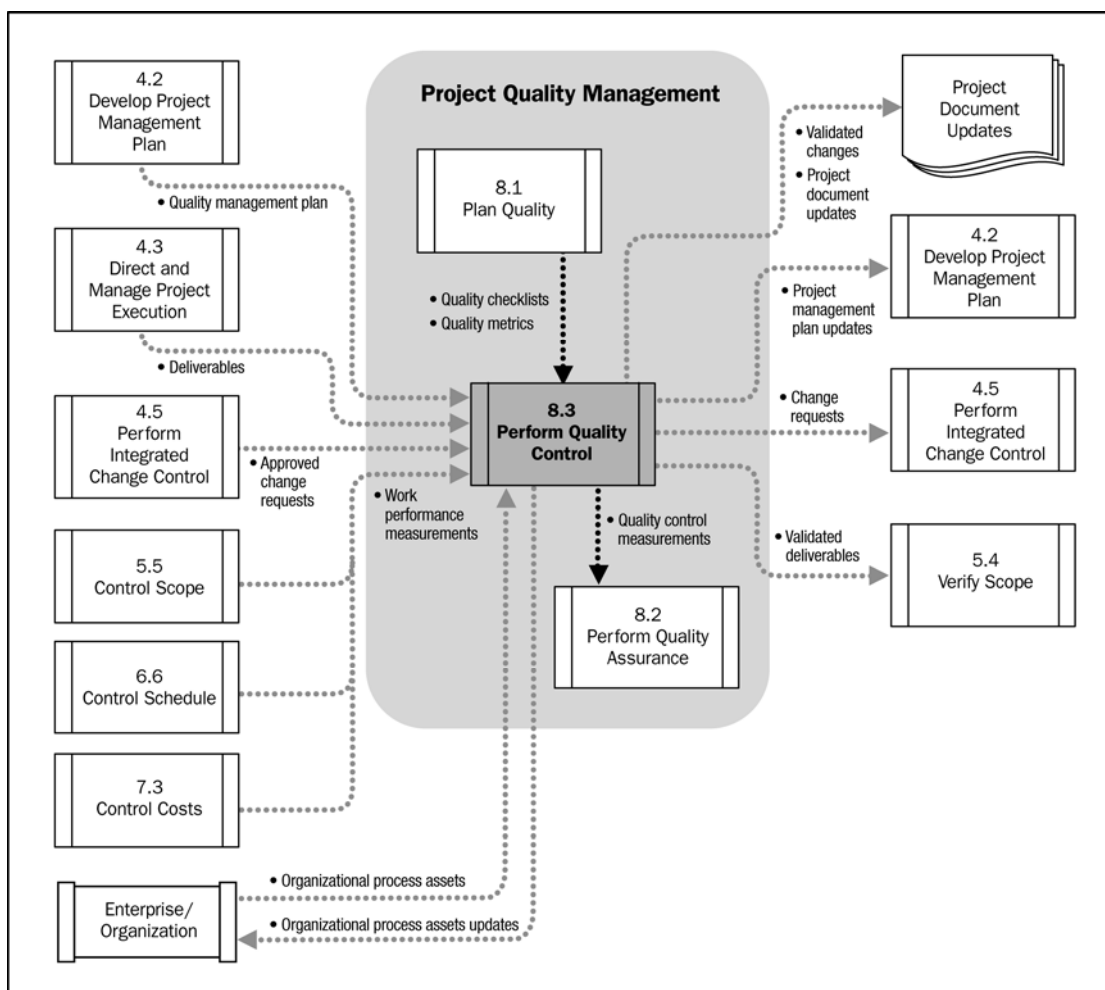 Project Quality Management
4.2
Develop Project
Management
Plan
• Quality management plan
4.3
Direct and
Manage Project
Execution
• Deliverables
4.5
Perform
Integrated
Change Control
• Approved
change
requests
5.5
Control Scope
6.6
Control Schedule
7.3
Control Costs
• Work
performance
measurements
Enterprise/
Organization
• Organizational process assets
• Organizational process assets updates
8.1
Plan Quality
• Quality checklists
• Quality metrics
8.3
Perform Quality
Control
• Quality control
measurements
8.2
Perform Quality
Assurance
• Validated
changes
• Project
document
updates
Project
Document
Updates
• Project
management
plan updates
4.2
Develop Project
Management
Plan
• Change
requests
4.5
Perform
Integrated
Change Control
• Validated
deliverables
5.4
Verify Scope